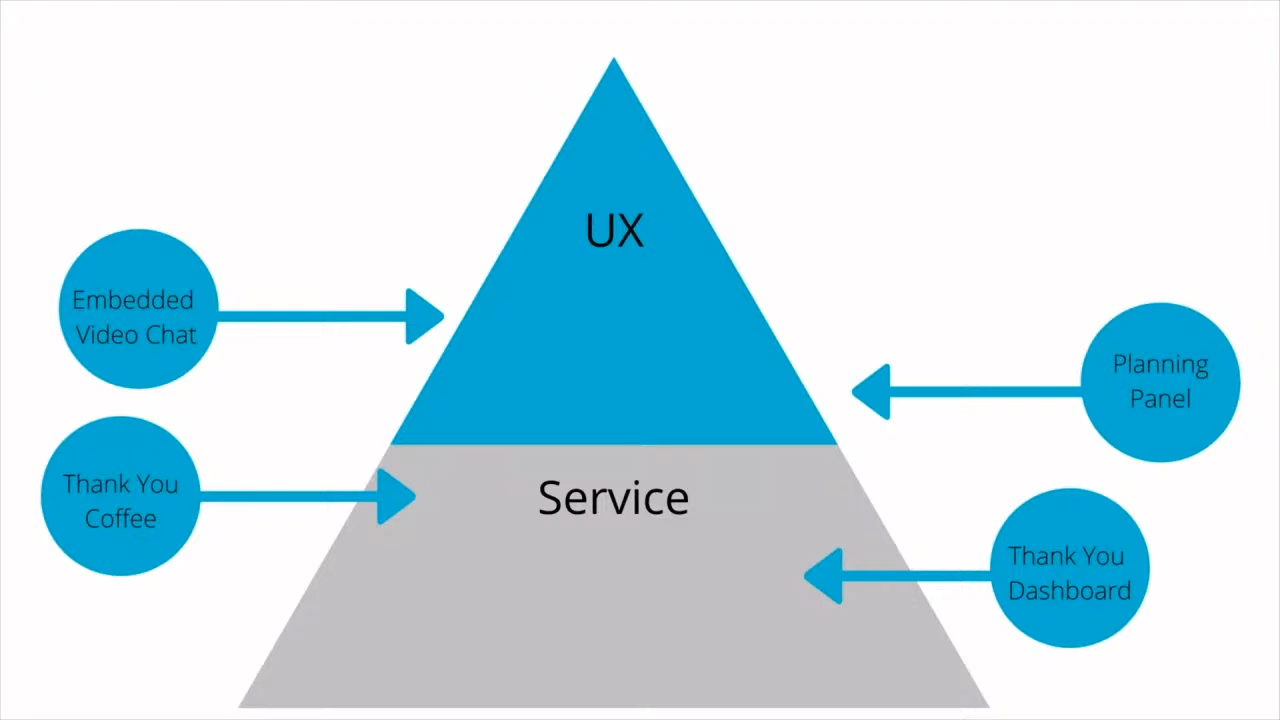 UX
Embedded
Video Chat
Planning
Panel
Service
Thank You
Coffee
Thank You
Dashboard